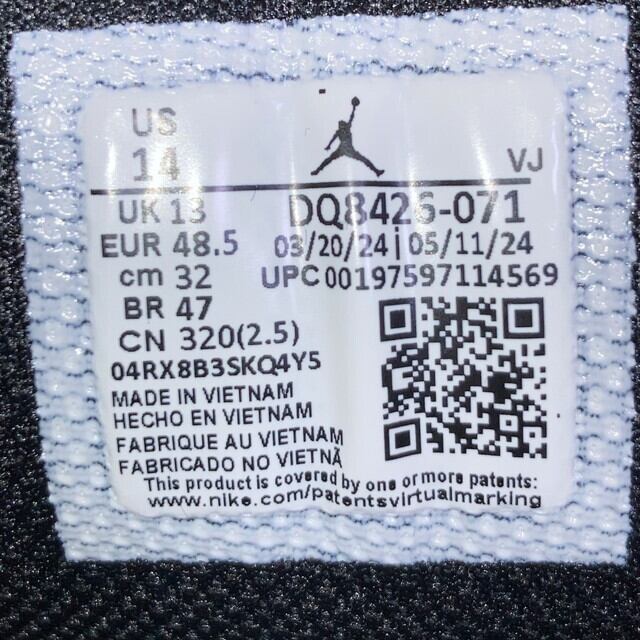 US
14
VJ
UK 13 DQ8426-071
EUR 48.5 03/20/24 | 05/11/24
cm 32 UPC 00197597114569
BR 47
CN 320(2.5)
04RX8B3SKQ4Y5
MADE IN VIETNAM
HECHO EN VIETNAM
FABRIQUE AU VIETNAM
FABRICADO NO VIETNÃ
This product is covered by one or more patents:
www.nike.com/patentsvirtualmarking